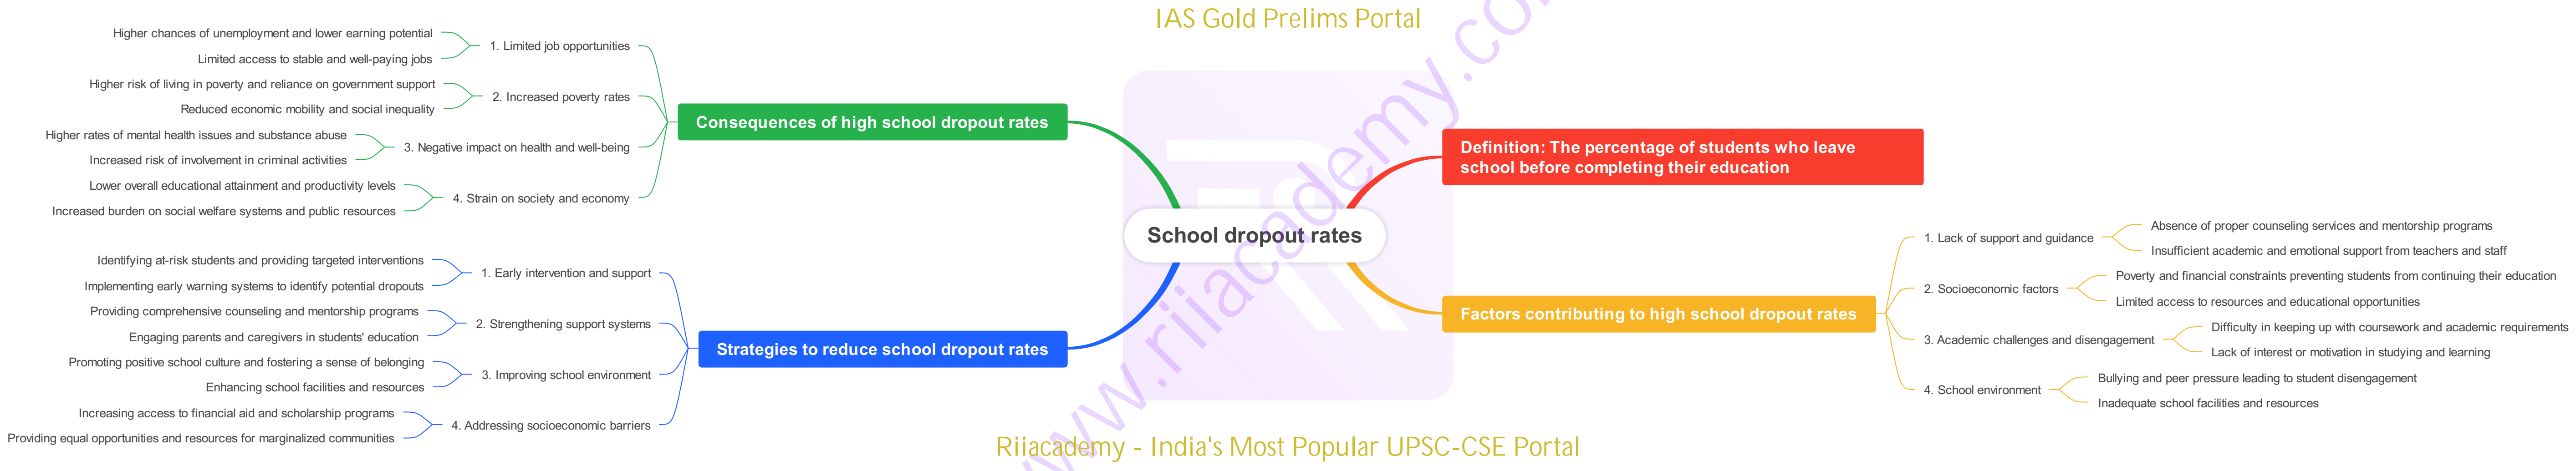 IAS Gold Prelims Portal
School dropout rates
Definition: The percentage of students who leave
school before completing their education
Factors contributing to high school dropout rates
1. Lack of support and guidance
Absence of proper counseling services and mentorship programs
Insufficient academic and emotional support from teachers and staff
2. Socioeconomic factors
Poverty and financial constraints preventing students from continuing their education
Limited access to resources and educational opportunities
3. Academic challenges and disengagement
Difficulty in keeping up with coursework and academic requirements
Lack of interest or motivation in studying and learning
4. School environment
Bullying and peer pressure leading to student disengagement
Inadequate school facilities and resources
Consequences of high school dropout rates
1. Limited job opportunities
Higher chances of unemployment and lower earning potential
Limited access to stable and well-paying jobs
2. Increased poverty rates
Higher risk of living in poverty and reliance on government support
Reduced economic mobility and social inequality
3. Negative impact on health and well-being
Higher rates of mental health issues and substance abuse
Increased risk of involvement in criminal activities
4. Strain on society and economy
Lower overall educational attainment and productivity levels
Increased burden on social welfare systems and public resources
Strategies to reduce school dropout rates
1. Early intervention and support
Identifying at-risk students and providing targeted interventions
Implementing early warning systems to identify potential dropouts
2. Strengthening support systems
Providing comprehensive counseling and mentorship programs
Engaging parents and caregivers in students' education
3. Improving school environment
Promoting positive school culture and fostering a sense of belonging
Enhancing school facilities and resources
4. Addressing socioeconomic barriers
Increasing access to financial aid and scholarship programs
Providing equal opportunities and resources for marginalized communities
www.riiacademy.com
Riiacademy - India's Most Popular UPSC-CSE Portal